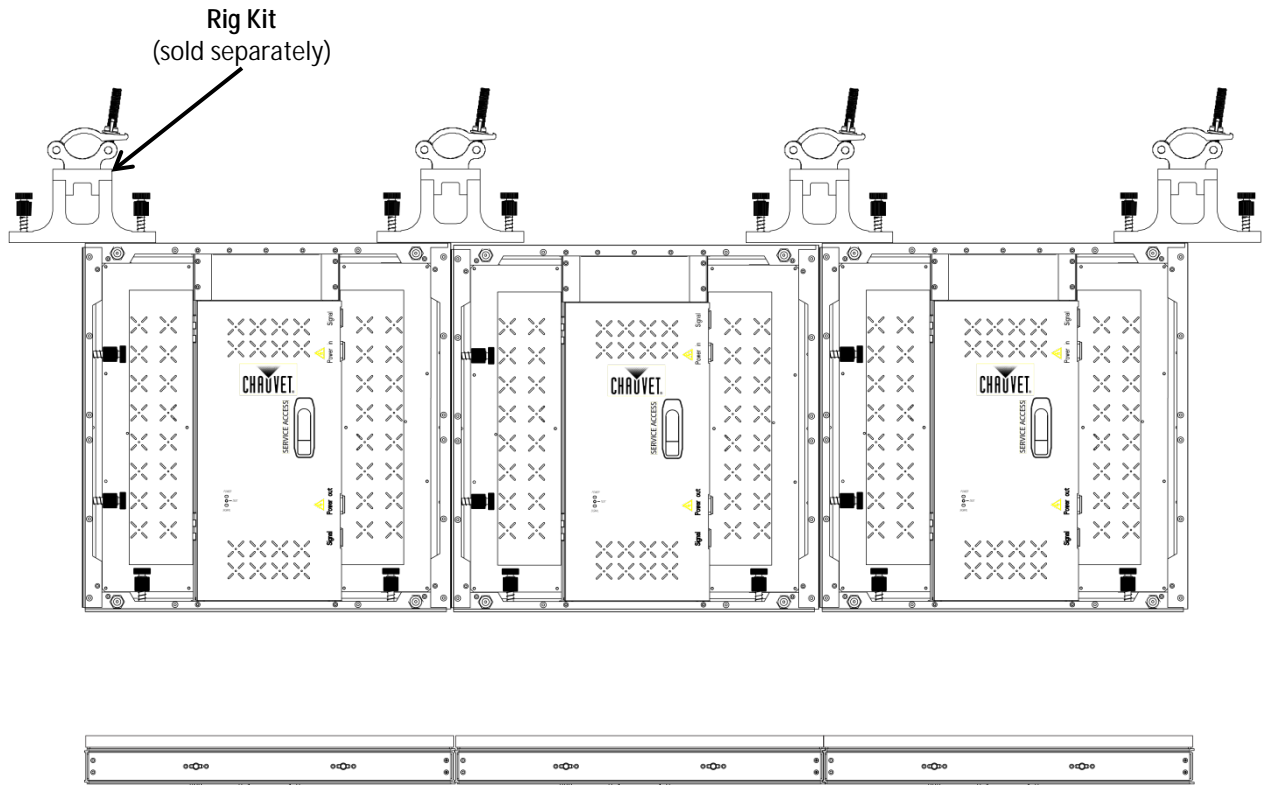 Rig Kit
(sold separately)
Signal
Power in
CHAUVET®
SERVICE ACCESS
Power out
Signal
Signal
Power in
CHAUVET®
SERVICE ACCESS
Power out
Signal
Signal
Power in
CHAUVET®
SERVICE ACCESS
Power out
Signal